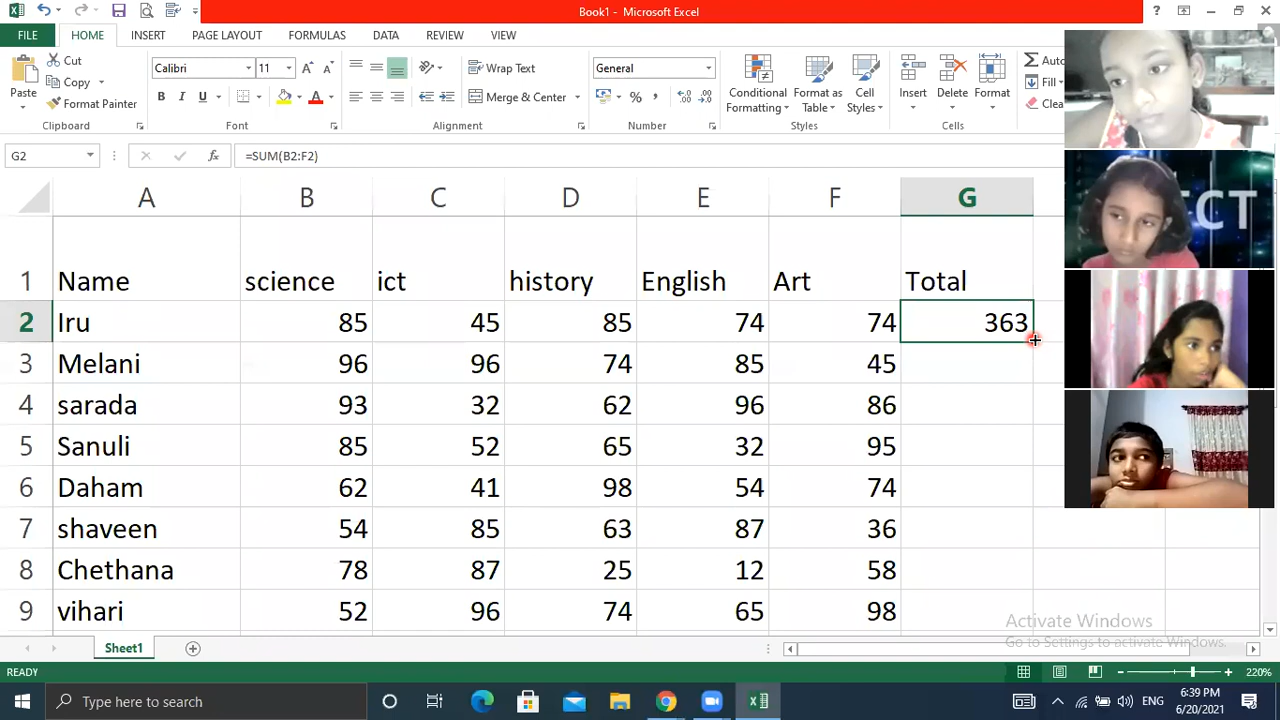 Book1 - Microsoft Excel
FILE HOME INSERT PAGE LAYOUT FORMULAS DATA REVIEW VIEW
Paste Cut Copy Format Painter
Calibri 11
B I U A
Wrap Text
Merge & Center
General
%
Conditional Formatting
Format as Table
Cell Styles
Insert Delete Format
Auto
Fill
Clea
Clipboard Font Alignment Number Styles Cells
G2 fx =SUM(B2:F2)
A B C D E F G
1 Name science ict history English Art Total
2 Iru 85 45 85 74 74 363
3 Melani 96 96 74 85 45
4 sarada 93 32 62 96 86
5 Sanuli 85 52 65 32 95
6 Daham 62 41 98 54 74
7 shaveen 54 85 63 87 36
8 Chethana 78 87 25 12 58
9 vihari 52 96 74 65 98
CT
Activate Windows
Go to Settings to activate Windows.
Sheet1
READY 220%
Type here to search
ENG
6:39 PM
6/20/2021